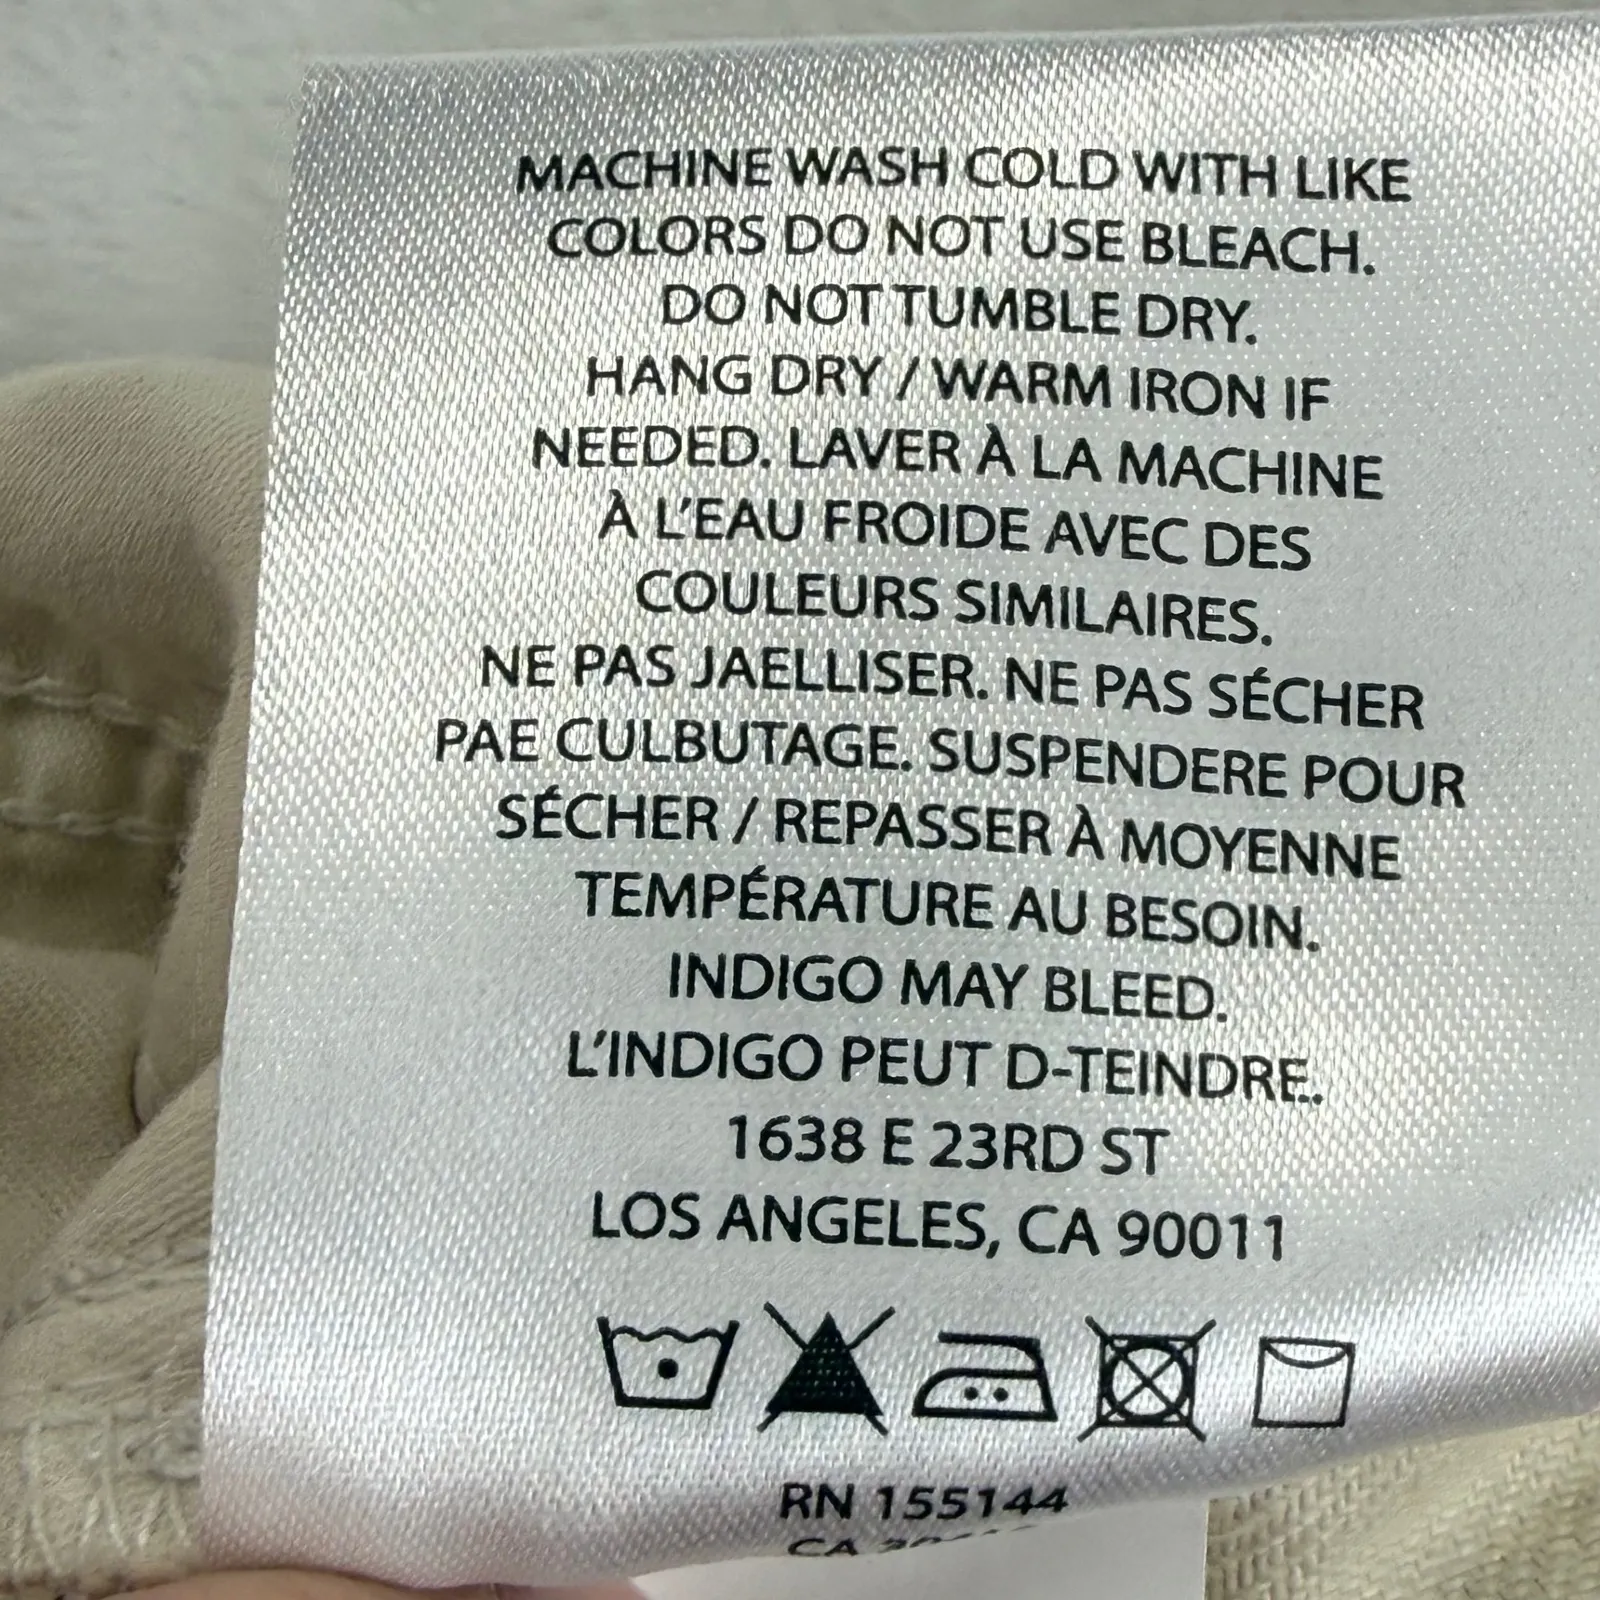 MACHINE WASH COLD WITH LIKE
COLORS DO NOT USE BLEACH.
DO NOT TUMBLE DRY.
HANG DRY / WARM IRON IF
NEEDED. LAVER À LA MACHINE
À L'EAU FROIDE AVEC DES
COULEURS SIMILAIRES.
NE PAS JAELLISER. NE PAS SÉCHER
PAE CULBUTAGE. SUSPENDERE POUR
SÉCHER / REPASSER À MOYENNE
TEMPÉRATURE AU BESOIN.
INDIGO MAY BLEED.
L'INDIGO PEUT D-TEINDRE..
1638 E 23RD ST
LOS ANGELES, CA 90011
RN 155144
CA